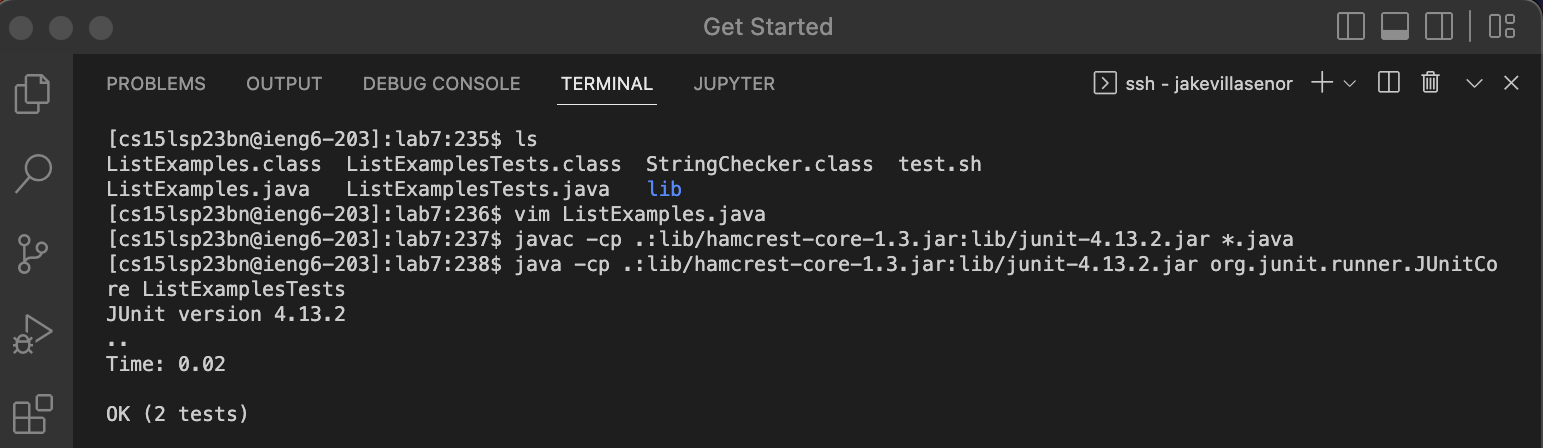 Get Started
PROBLEMS OUTPUT DEBUG CONSOLE TERMINAL JUPYTER ssh - jakevillasenor
[cs15lsp23bn@ieng6-203]:lab7:235$ ls
ListExamples.class  ListExamplesTests.class  StringChecker.class  test.sh
ListExamples.java   ListExamplesTests.java   lib
[cs15lsp23bn@ieng6-203]:lab7:236$ vim ListExamples.java
[cs15lsp23bn@ieng6-203]:lab7:237$ javac -cp .:lib/hamcrest-core-1.3.jar:lib/junit-4.13.2.jar *.java
[cs15lsp23bn@ieng6-203]:lab7:238$ java -cp .:lib/hamcrest-core-1.3.jar:lib/junit-4.13.2.jar org.junit.runner.JUnitCo
re ListExamplesTests
JUnit version 4.13.2
..
Time: 0.02
OK (2 tests)